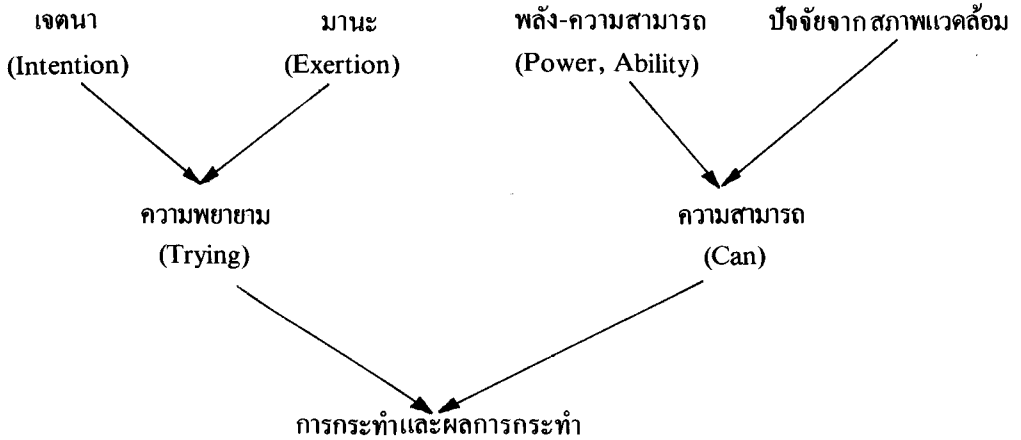 เจตนา มานะ พลัง-ความสามารถ ปัจจัยจากสภาพแวดล้อม
(Intention) (Exertion) (Power, Ability)
ความพยายาม ความสามารถ
(Trying) (Can)
การกระทำและผลการกระทำ